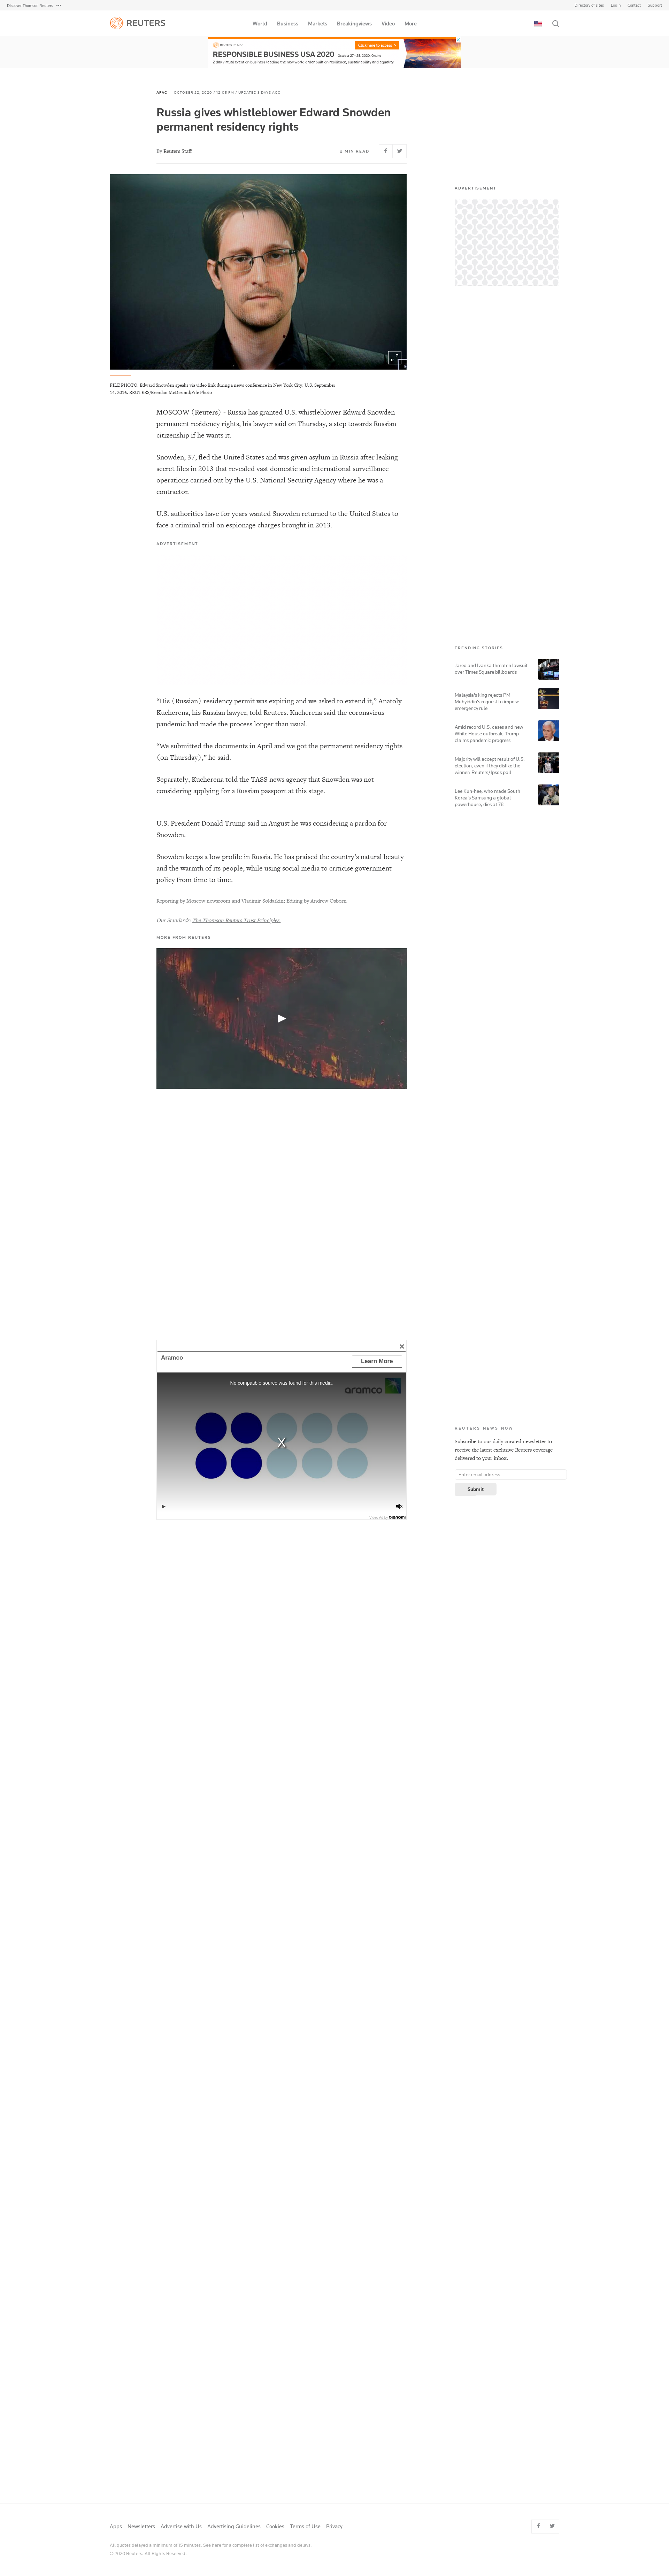 Discover Thomson Reuters •••
Directory of sites Login Contact Support
REUTERS
World Business Markets Breakingviews Video More
RESPONSIBLE BUSINESS USA 2020 October 27 - 28, 2020, Online
Click here to access >
2 day virtual event on business leading the new world order built on resilience, sustainability and equality
APAC OCTOBER 22, 2020 / 12:05 PM / UPDATED 3 DAYS AGO
Russia gives whistleblower Edward Snowden
permanent residency rights
By Reuters Staff
2 MIN READ
ADVERTISEMENT
FILE PHOTO: Edward Snowden speaks via video link during a news conference in New York City, U.S. September
14, 2016. REUTERS/Brendan McDermid/File Photo
MOSCOW (Reuters) - Russia has granted U.S. whistleblower Edward Snowden
permanent residency rights, his lawyer said on Thursday, a step towards Russian
citizenship if he wants it.
Snowden, 37, fled the United States and was given asylum in Russia after leaking
secret files in 2013 that revealed vast domestic and international surveillance
operations carried out by the U.S. National Security Agency where he was a
contractor.
U.S. authorities have for years wanted Snowden returned to the United States to
face a criminal trial on espionage charges brought in 2013.
ADVERTISEMENT
“His (Russian) residency permit was expiring and we asked to extend it,” Anatoly
Kucherena, his Russian lawyer, told Reuters. Kucherena said the coronavirus
pandemic had made the process longer than usual.
“We submitted the documents in April and we got the permanent residency rights
(on Thursday),” he said.
Separately, Kucherena told the TASS news agency that Snowden was not
considering applying for a Russian passport at this stage.
U.S. President Donald Trump said in August he was considering a pardon for
Snowden.
Snowden keeps a low profile in Russia. He has praised the country’s natural beauty
and the warmth of its people, while using social media to criticise government
policy from time to time.
Reporting by Moscow newsroom and Vladimir Soldatkin; Editing by Andrew Osborn
Our Standards: The Thomson Reuters Trust Principles.
MORE FROM REUTERS
TRENDING STORIES
Jared and Ivanka threaten lawsuit
over Times Square billboards
Malaysia's king rejects PM
Muhyiddin's request to impose
emergency rule
Amid record U.S. cases and new
White House outbreak, Trump
claims pandemic progress
Majority will accept result of U.S.
election, even if they dislike the
winner: Reuters/Ipsos poll
Lee Kun-hee, who made South
Korea's Samsung a global
powerhouse, dies at 78
Aramco
Learn More
No compatible source was found for this media.
aramco
X
REUTERS NEWS NOW
Subscribe to our daily curated newsletter to
receive the latest exclusive Reuters coverage
delivered to your inbox.
Enter email address
Submit
Apps Newsletters Advertise with Us Advertising Guidelines Cookies Terms of Use Privacy
All quotes delayed a minimum of 15 minutes. See here for a complete list of exchanges and delays.
© 2020 Reuters. All Rights Reserved.